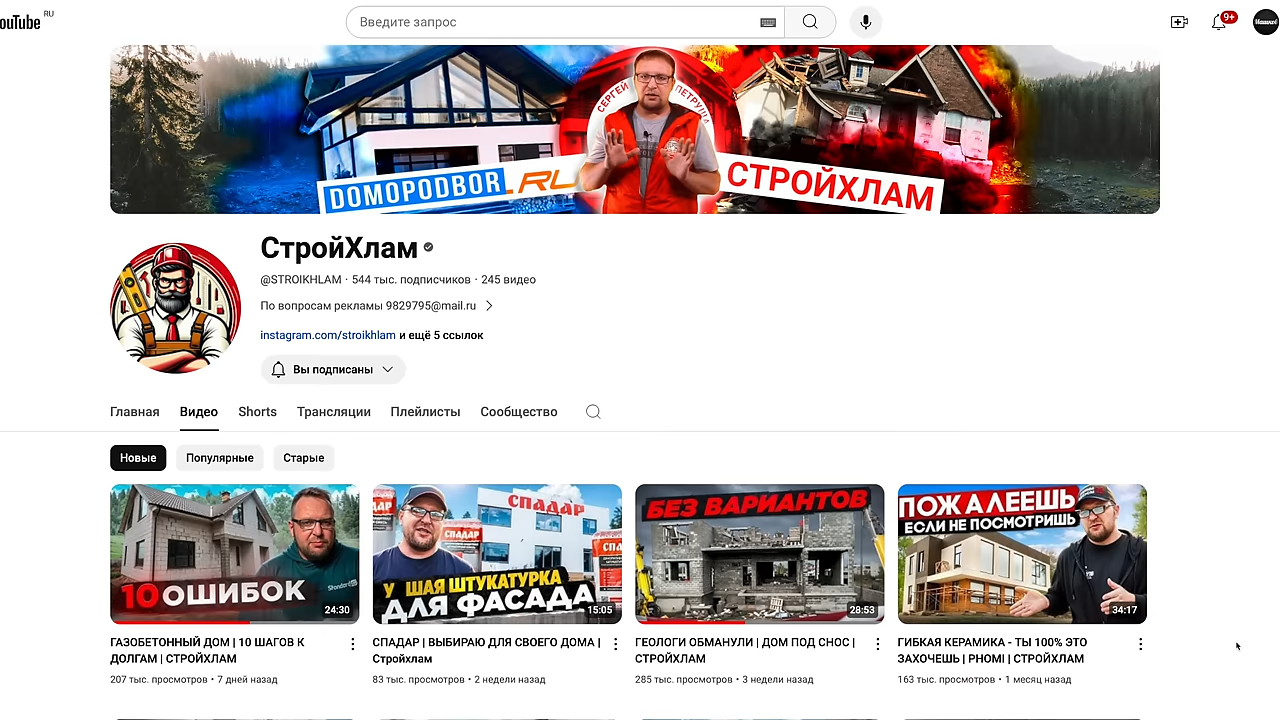 ouTube RU
Введите запрос
9+
Нашкоб
СЕРГЕЙ ПЕТРУША
DOMOPODBOR.RU
СТРОЙХЛАМ
СтройХлам
@STROIKHLAM · 544 тыс. подписчиков · 245 видео
По вопросам рекламы 9829795@mail.ru
instagram.com/stroikhlam и ещё 5 ссылок
Вы подписаны
Главная Видео Shorts Трансляции Плейлисты Сообщество
Новые Популярные Старые
10 ОШИБОК
Standard
24:30
СПАДАР
СПАДАР
У ШАЯ ШТУКАТУРКА
ДЛЯ ФАСАДА
15:05
БЕЗ ВАРИАНТОВ
28:53
ПОЖАЛЕЕШЬ
ЕСЛИ НЕ ПОСМОТРИШЬ
34:17
ГАЗОБЕТОННЫЙ ДОМ | 10 ШАГОВ К
ДОЛГАМ | СТРОЙХЛАМ
207 тыс. просмотров • 7 дней назад
СПАДАР | ВЫБИРАЮ ДЛЯ СВОЕГО ДОМА |
Стройхлам
83 тыс. просмотров • 2 недели назад
ГЕОЛОГИ ОБМАНУЛИ | ДОМ ПОД СНОС |
СТРОЙХЛАМ
285 тыс. просмотров • 3 недели назад
ГИБКАЯ КЕРАМИКА - ТЫ 100% ЭТО
ЗАХОЧЕШЬ | PHOMI | СТРОЙХЛАМ
163 тыс. просмотров • 1 месяц назад